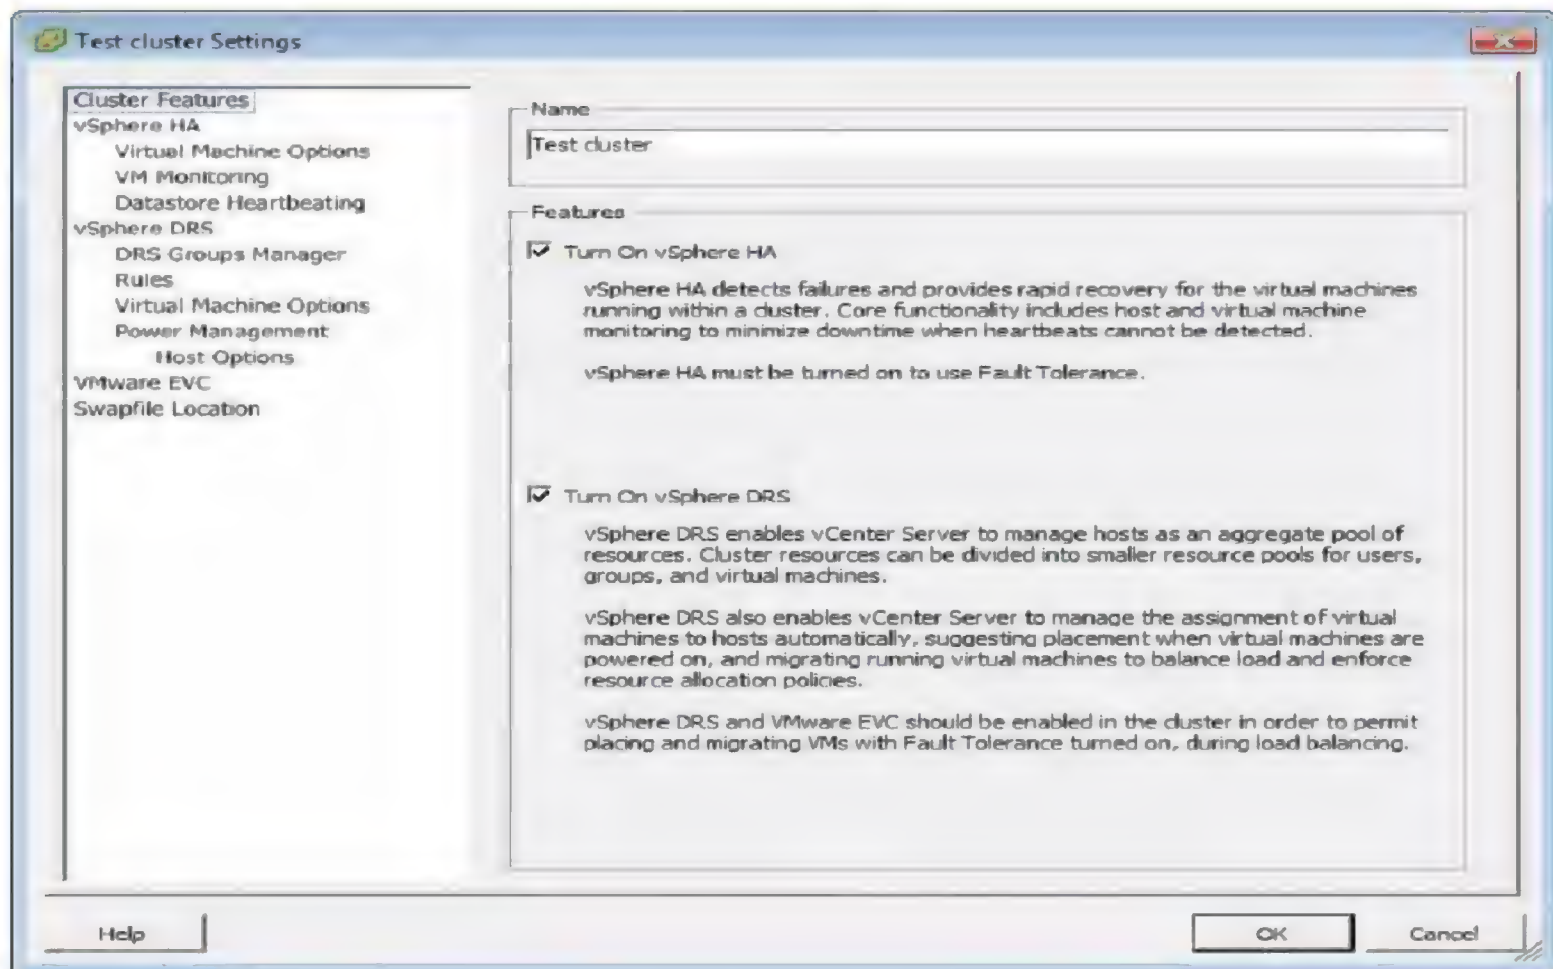 Test cluster Settings
Cluster Features
vSphere HA
Virtual Machine Options
VM Monitoring
Datastore Heartbeating
vSphere DRS
DRS Groups Manager
Rules
Virtual Machine Options
Power Management
Host Options
VMware EVC
Swapfile Location
Name
Test cluster
Features
Turn On vSphere HA
vSphere HA detects failures and provides rapid recovery for the virtual machines
running within a cluster. Core functionality includes host and virtual machine
monitoring to minimize downtime when heartbeats cannot be detected.
vSphere HA must be turned on to use Fault Tolerance.
Turn On vSphere DRS
vSphere DRS enables vCenter Server to manage hosts as an aggregate pool of
resources. Cluster resources can be divided into smaller resource pools for users,
groups, and virtual machines.
vSphere DRS also enables vCenter Server to manage the assignment of virtual
machines to hosts automatically, suggesting placement when virtual machines are
powered on, and migrating running virtual machines to balance load and enforce
resource allocation policies.
vSphere DRS and VMware EVC should be enabled in the cluster in order to permit
placing and migrating VMs with Fault Tolerance turned on, during load balancing.
Help
OK
Cancel